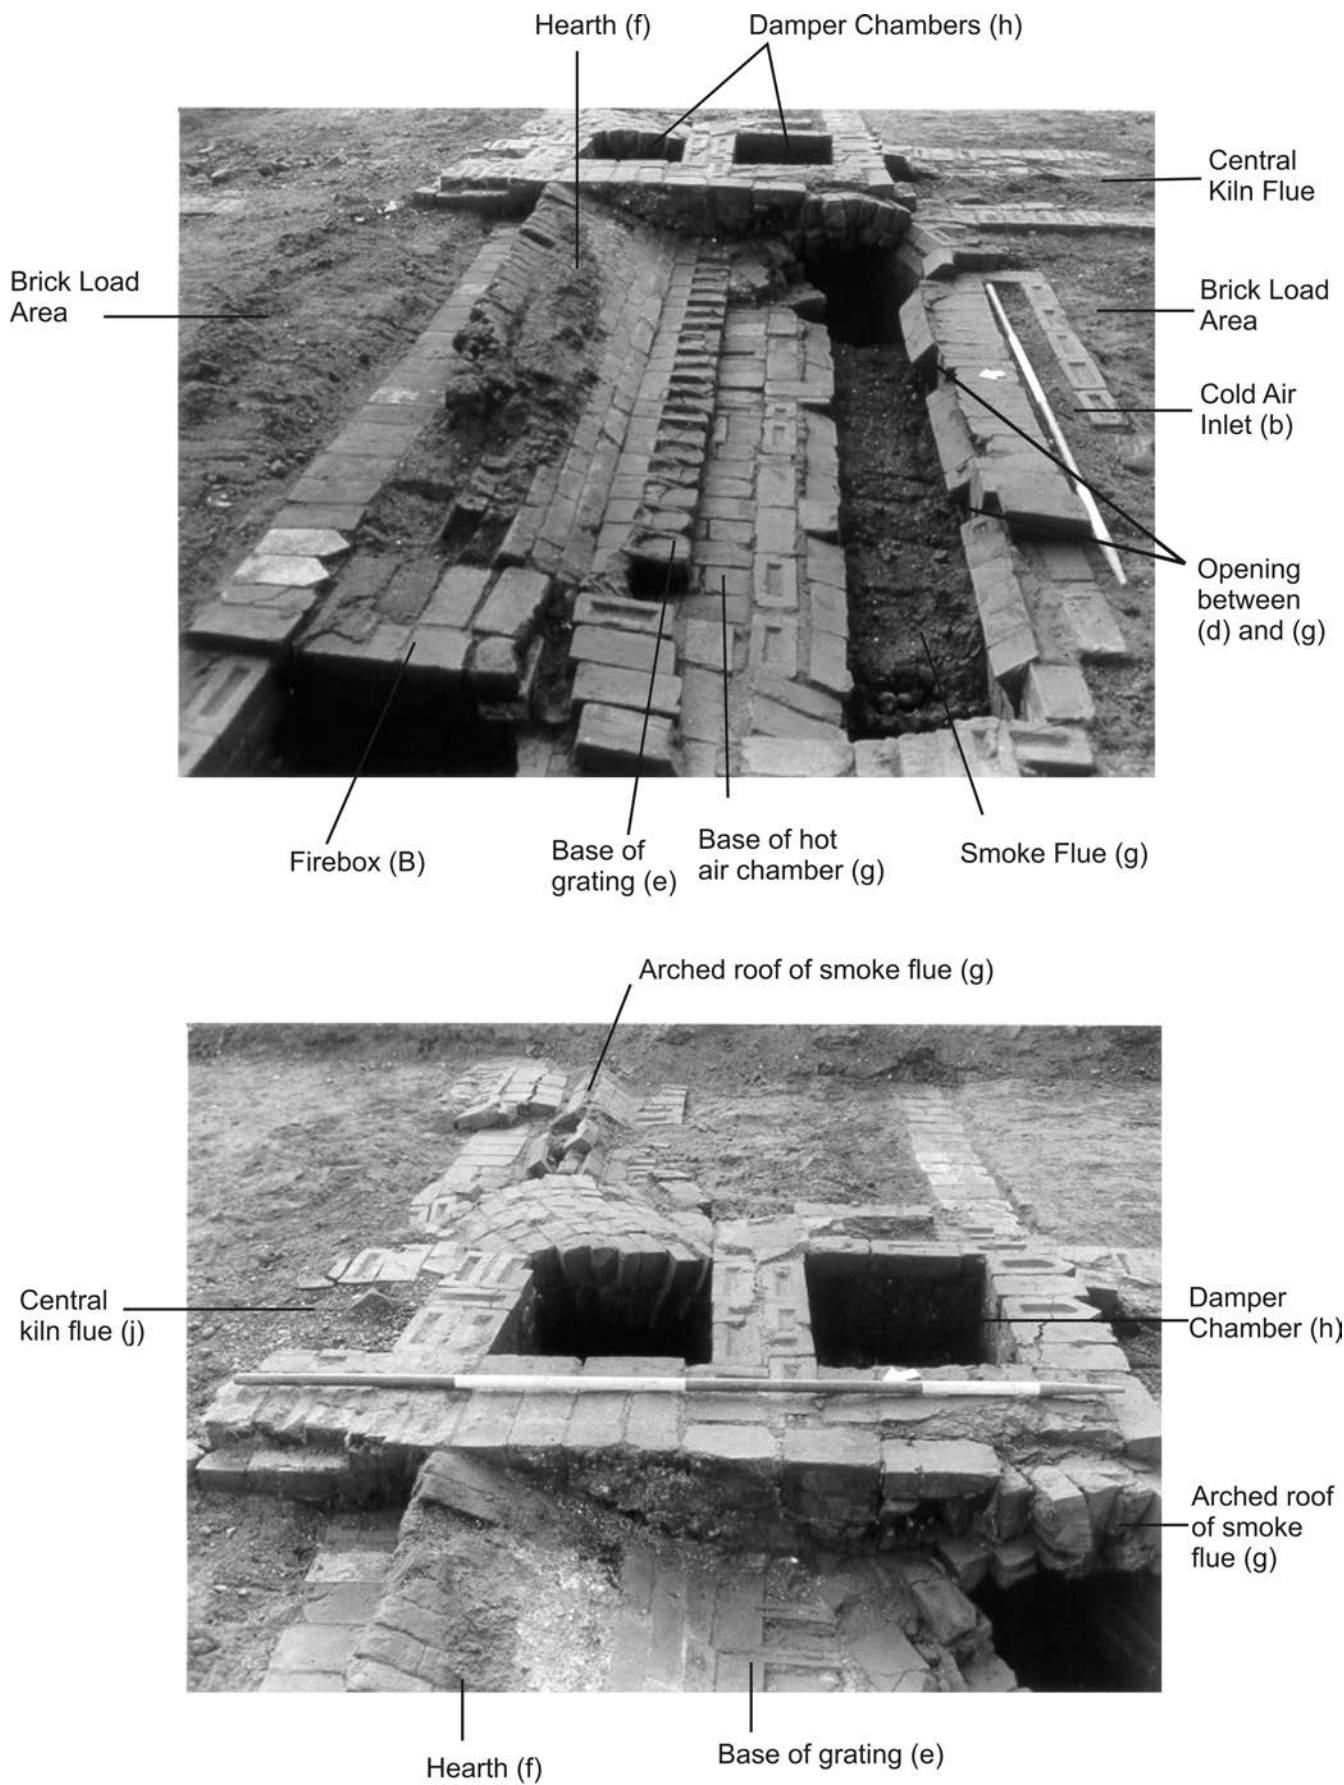 Hearth (f)
Damper Chambers (h)
Central
Kiln Flue
Brick Load
Area
Brick Load
Area
Cold Air
Inlet (b)
Opening
between
(d) and (g)
Firebox (B)
Base of
grating (e)
Base of hot
air chamber (g)
Smoke Flue (g)
Arched roof of smoke flue (g)
Central
kiln flue (j)
Damper
Chamber (h)
Arched roof
of smoke
flue (g)
Hearth (f)
Base of grating (e)